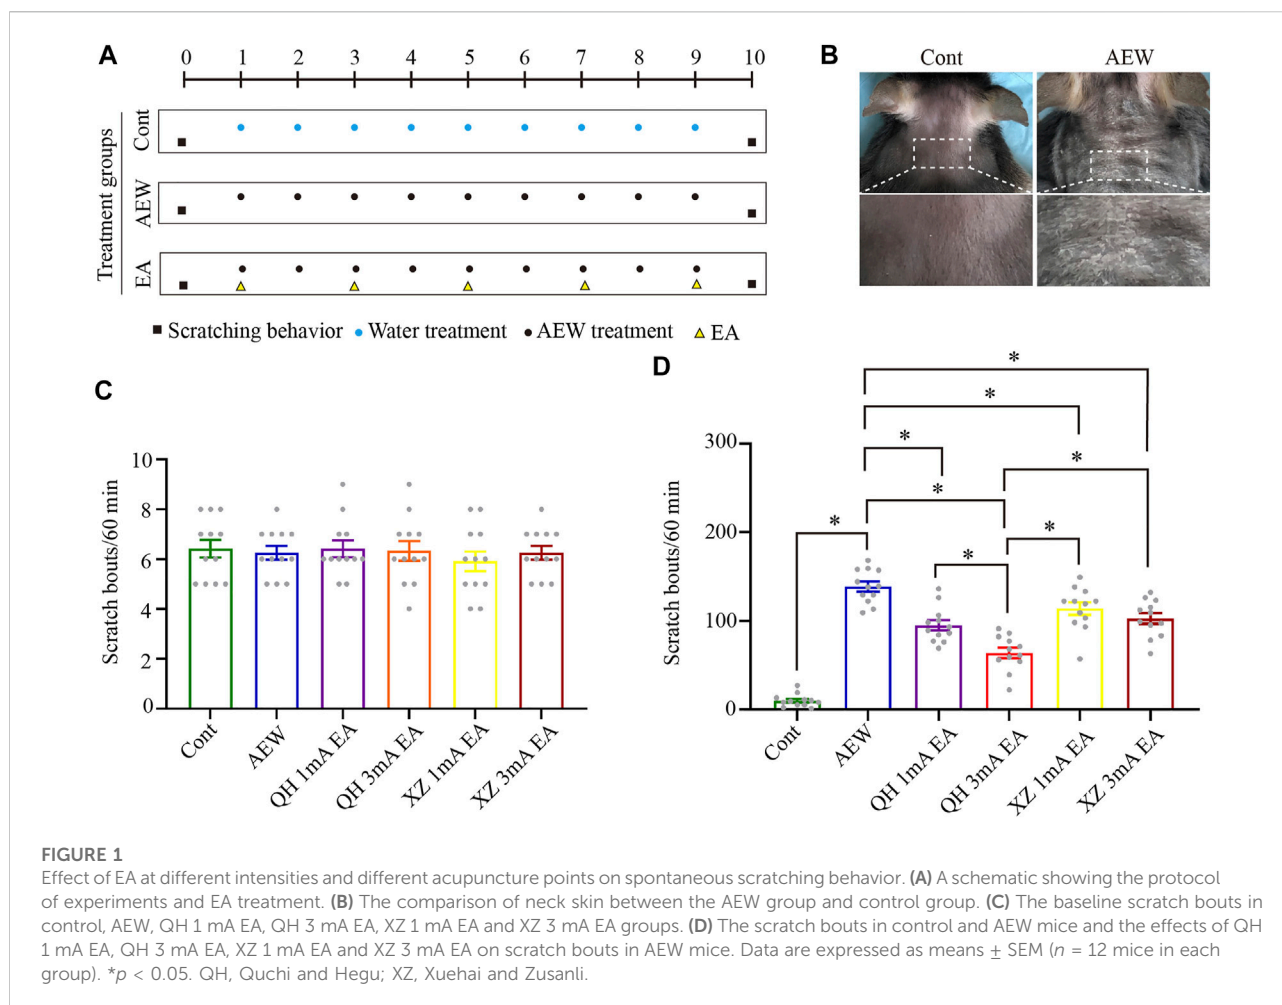 A
0 1 2 3 4 5 6 7 8 9 10
Treatment groups
Cont
AEW
EA
Scratching behavior Water treatment AEW treatment EA
B
Cont AEW
C
Scratch bouts/60 min
10
8
6
4
2
0
Cont AEW QH 1mA EA QH 3mA EA XZ 1mA EA XZ 3mA EA
D
Scratch bouts/60 min
300
200
100
0
*
*
*
*
*
*
*
*
Cont AEW QH 1mA EA QH 3mA EA XZ 1mA EA XZ 3mA EA
FIGURE 1
Effect of EA at different intensities and different acupuncture points on spontaneous scratching behavior. (A) A schematic showing the protocol
of experiments and EA treatment. (B) The comparison of neck skin between the AEW group and control group. (C) The baseline scratch bouts in
control, AEW, QH 1 mA EA, QH 3 mA EA, XZ 1 mA EA and XZ 3 mA EA groups. (D) The scratch bouts in control and AEW mice and the effects of QH
1 mA EA, QH 3 mA EA, XZ 1 mA EA and XZ 3 mA EA on scratch bouts in AEW mice. Data are expressed as means ± SEM (n = 12 mice in each
group). *p < 0.05. QH, Quchi and Hegu; XZ, Xuehai and Zusanli.